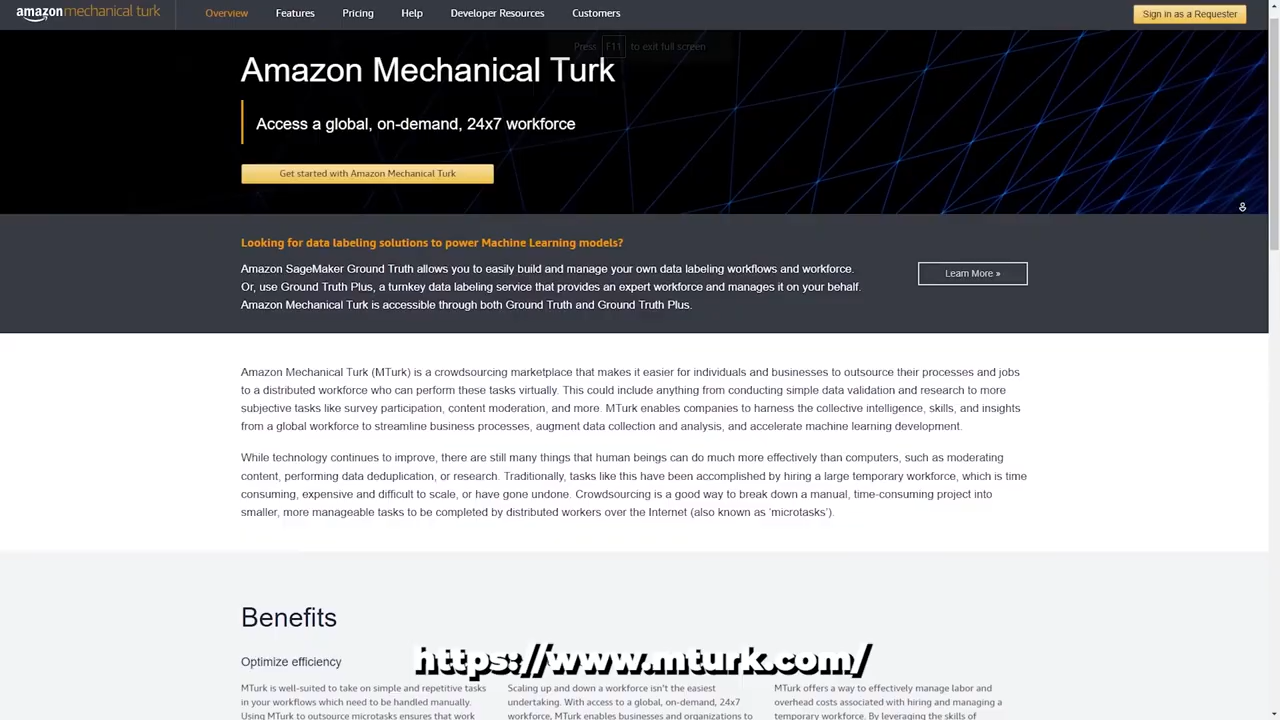 amazon mechanical turk
Overview
Features
Pricing
Help
Developer Resources
Customers
Sign in as a Requester
Press F11 to exit full screen
Amazon Mechanical Turk
Access a global, on-demand, 24x7 workforce
Get started with Amazon Mechanical Turk
Looking for data labeling solutions to power Machine Learning models?
Amazon SageMaker Ground Truth allows you to easily build and manage your own data labeling workflows and workforce.
Or, use Ground Truth Plus, a turnkey data labeling service that provides an expert workforce and manages it on your behalf.
Amazon Mechanical Turk is accessible through both Ground Truth and Ground Truth Plus.
Learn More »
Amazon Mechanical Turk (MTurk) is a crowdsourcing marketplace that makes it easier for individuals and businesses to outsource their processes and jobs
to a distributed workforce who can perform these tasks virtually. This could include anything from conducting simple data validation and research to more
subjective tasks like survey participation, content moderation, and more. MTurk enables companies to harness the collective intelligence, skills, and insights
from a global workforce to streamline business processes, augment data collection and analysis, and accelerate machine learning development.
While technology continues to improve, there are still many things that human beings can do much more effectively than computers, such as moderating
content, performing data deduplication, or research. Traditionally, tasks like this have been accomplished by hiring a large temporary workforce, which is time
consuming, expensive and difficult to scale, or have gone undone. Crowdsourcing is a good way to break down a manual, time-consuming project into
smaller, more manageable tasks to be completed by distributed workers over the Internet (also known as ‘microtasks’).
Benefits
https://www.mturk.com/
Optimize efficiency
MTurk is well-suited to take on simple and repetitive tasks
in your workflows which need to be handled manually.
Using MTurk to outsource microtasks ensures that work
Scaling up and down a workforce isn't the easiest
undertaking. With access to a global, on-demand, 24x7
workforce, MTurk enables businesses and organizations to
MTurk offers a way to effectively manage labor and
overhead costs associated with hiring and managing a
temporary workforce. By leveraging the skills of